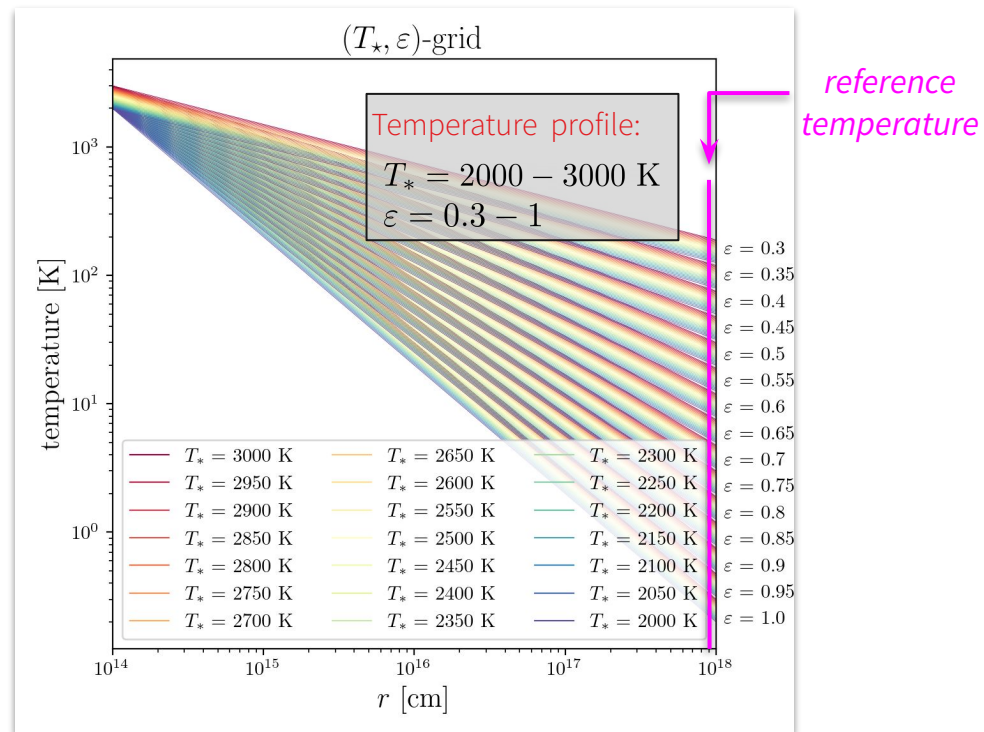 (T⋆, ε)-grid
reference
temperature
Temperature profile:
T* = 2000 − 3000 K
ε = 0.3 − 1
temperature [K]
10³
10²
10¹
10⁰
ε = 0.3
ε = 0.35
ε = 0.4
ε = 0.45
ε = 0.5
ε = 0.55
ε = 0.6
ε = 0.65
ε = 0.7
ε = 0.75
ε = 0.8
ε = 0.85
ε = 0.9
ε = 0.95
ε = 1.0
T* = 3000 K
T* = 2950 K
T* = 2900 K
T* = 2850 K
T* = 2800 K
T* = 2750 K
T* = 2700 K
T* = 2650 K
T* = 2600 K
T* = 2550 K
T* = 2500 K
T* = 2450 K
T* = 2400 K
T* = 2350 K
T* = 2300 K
T* = 2250 K
T* = 2200 K
T* = 2150 K
T* = 2100 K
T* = 2050 K
T* = 2000 K
10¹⁴ 10¹⁵ 10¹⁶ 10¹⁷ 10¹⁸
r [cm]